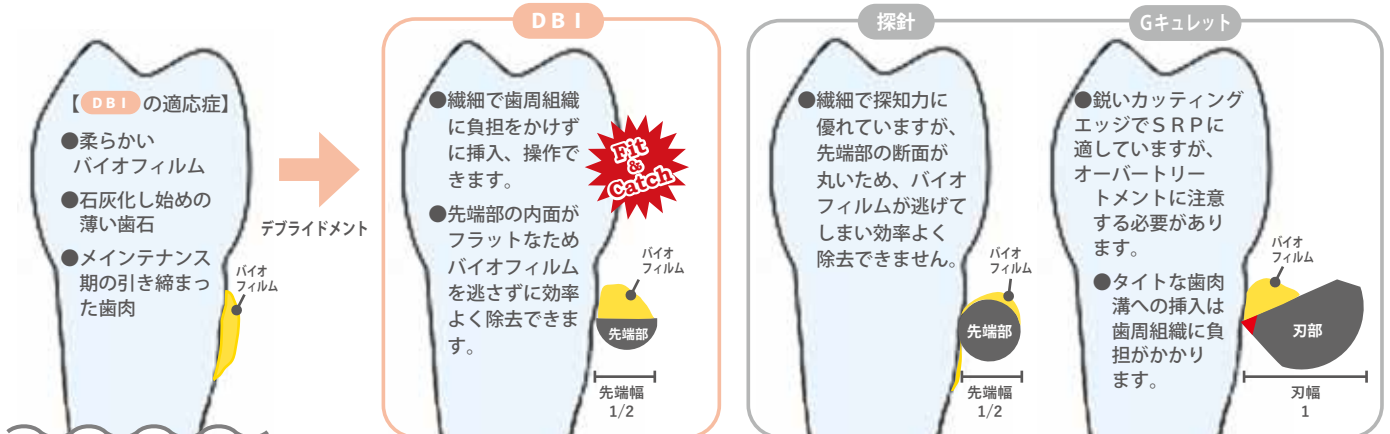 【DBIの適応症】
●柔らかい
バイオフィルム
●石灰化し始めの
薄い歯石
●メインテナンス
期の引き締まっ
た歯肉
バイオ
フィルム
デブライドメント
DBI
●繊細で歯周組織
に負担をかけず
に挿入、操作で
きます。
●先端部の内面が
フラットなため
バイオフィルム
を逃さずに効率
よく除去できま
す。
Fit
&
Catch
バイオ
フィルム
先端部
先端幅
1/2
探針
●繊細で探知力に
優れていますが、
先端部の断面が
丸いため、バイオ
フィルムが逃げて
しまい効率よく
除去できません。
バイオ
フィルム
先端部
先端幅
1/2
Gキュレット
●鋭いカッティング
エッジでＳＲＰに
適していますが、
オーバートリー
トメントに注意
する必要があり
ます。
●タイトな歯肉
溝への挿入は
歯周組織に負
担がかかり
ます。
バイオ
フィルム
刃部
刃幅
1